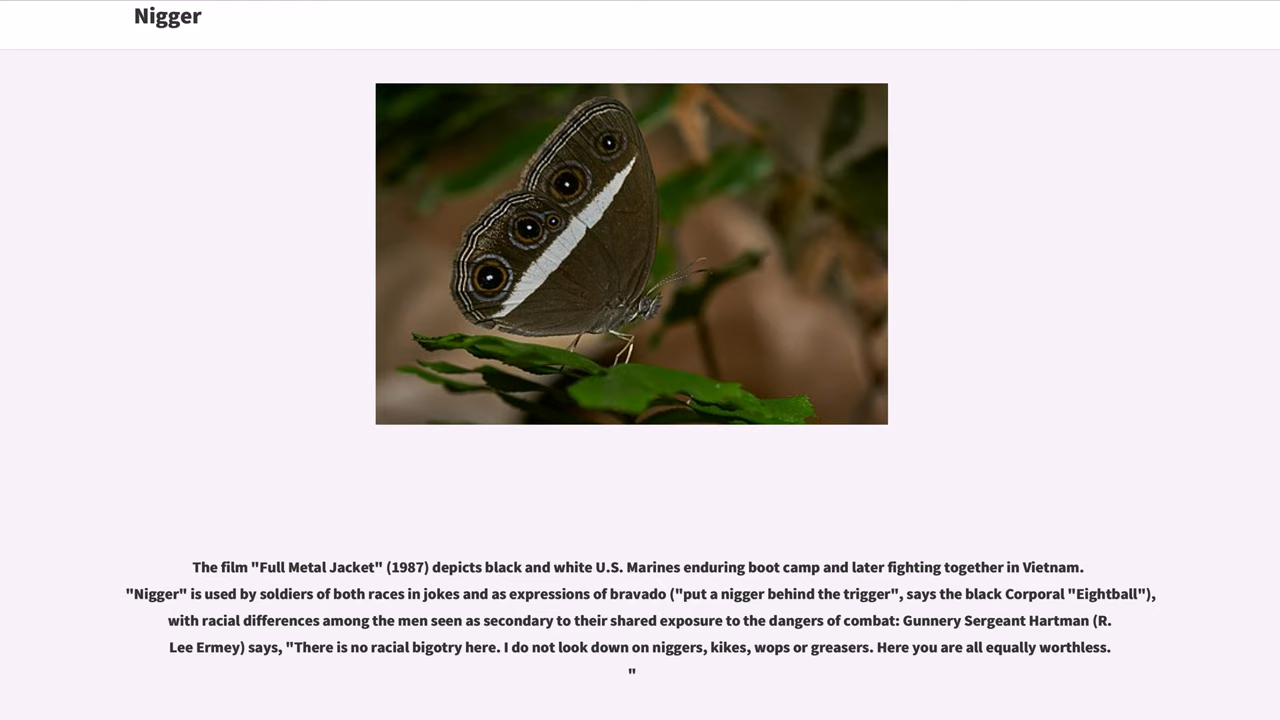 Nigger
The film "Full Metal Jacket" (1987) depicts black and white U.S. Marines enduring boot camp and later fighting together in Vietnam.
"Nigger" is used by soldiers of both races in jokes and as expressions of bravado ("put a nigger behind the trigger", says the black Corporal "Eightball"),
with racial differences among the men seen as secondary to their shared exposure to the dangers of combat: Gunnery Sergeant Hartman (R.
Lee Ermey) says, "There is no racial bigotry here. I do not look down on niggers, kikes, wops or greasers. Here you are all equally worthless.
"